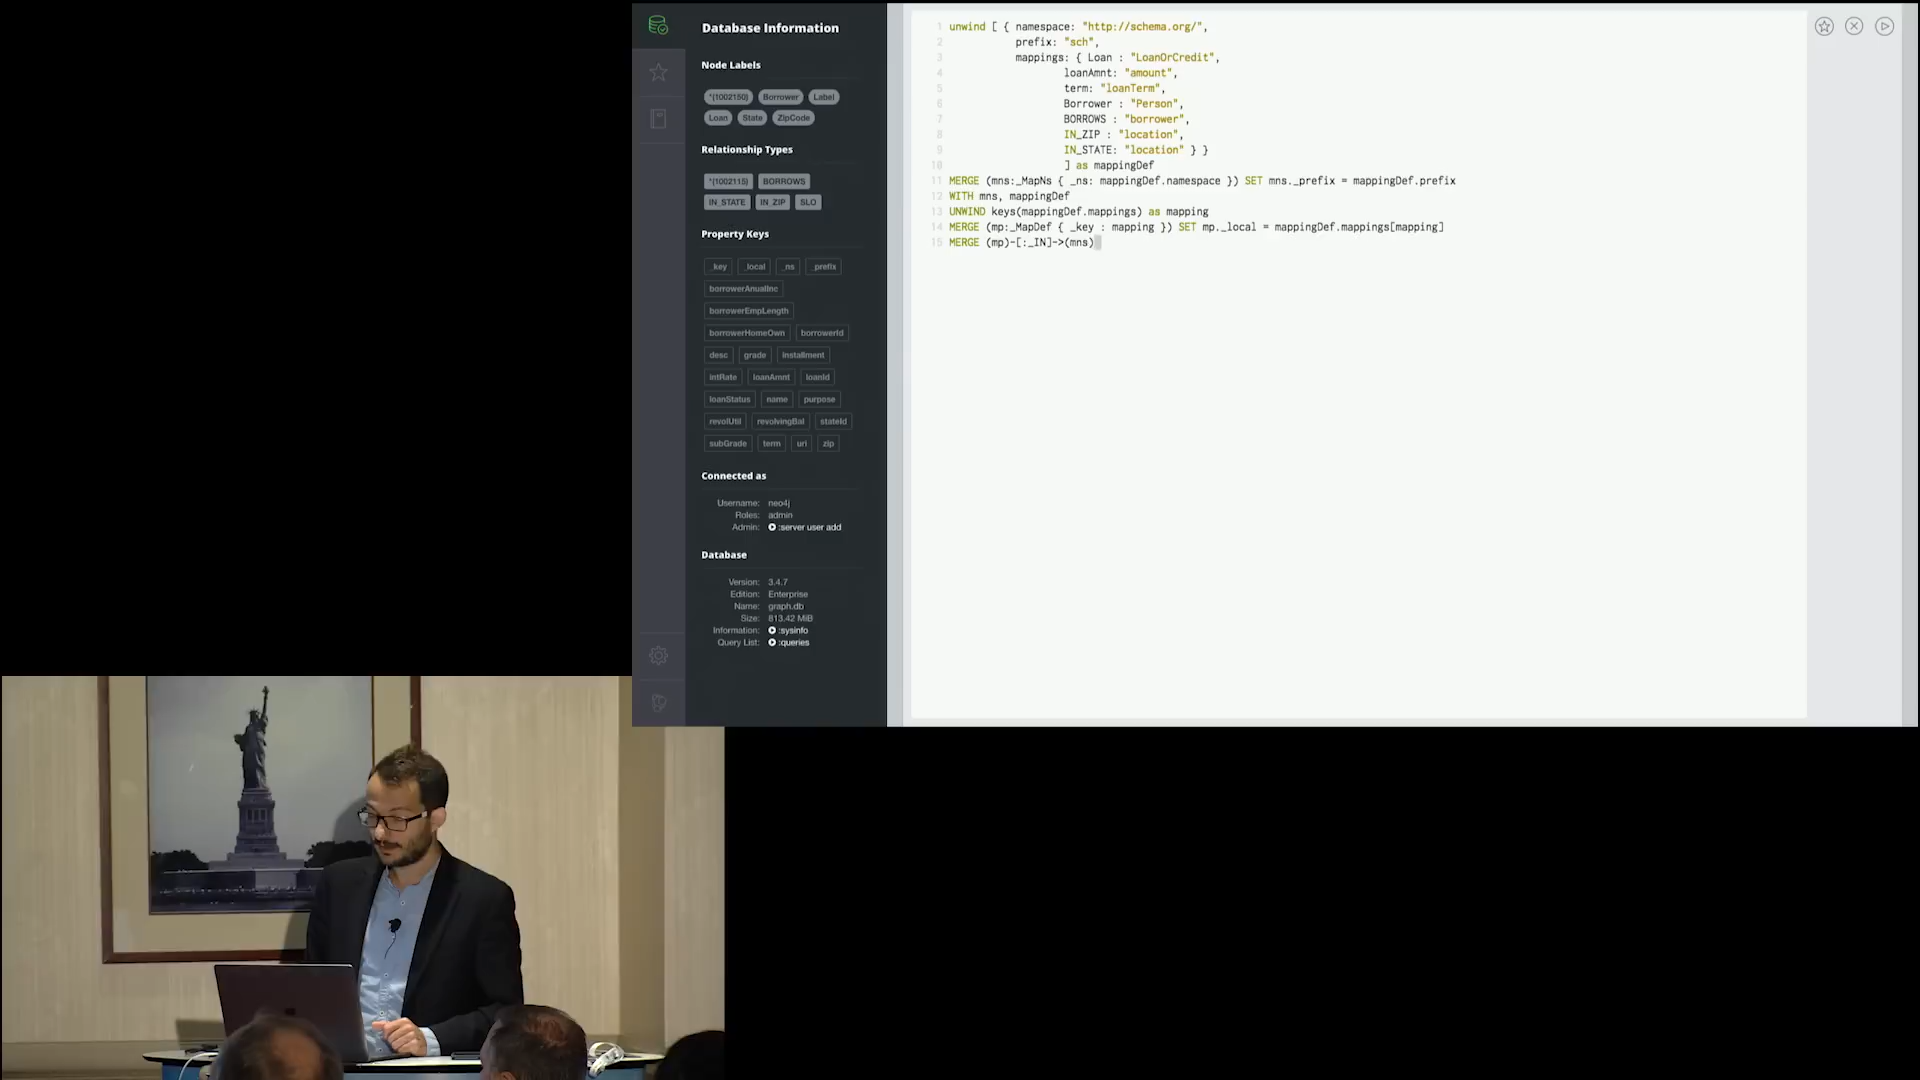 Database Information
Node Labels
*(1002150) Borrower Label
Loan State ZipCode
Relationship Types
*(1002115) BORROWS
IN_STATE IN_ZIP SLO
Property Keys
_key _local _ns _prefix
borrowerAnualInc
borrowerEmpLength
borrowerHomeOwn borrowerId
desc grade installment
intRate loanAmnt loanId
loanStatus name purpose
revolUtil revolvingBal stateId
subGrade term uri zip
Connected as
Username: neo4j
Roles: admin
Admin: :server user add
Database
Version: 3.4.7
Edition: Enterprise
Name: graph.db
Size: 813.42 MiB
Information: :sysinfo
Query List: :queries
1 unwind [ { namespace: "http://schema.org/",
2 prefix: "sch",
3 mappings: { Loan : "LoanOrCredit",
4 loanAmnt: "amount",
5 term: "loanTerm",
6 Borrower : "Person",
7 BORROWS : "borrower",
8 IN_ZIP : "location",
9 IN_STATE: "location" } }
10 ] as mappingDef
11 MERGE (mns:_MapNs { _ns: mappingDef.namespace }) SET mns._prefix = mappingDef.prefix
12 WITH mns, mappingDef
13 UNWIND keys(mappingDef.mappings) as mapping
14 MERGE (mp:_MapDef { _key : mapping }) SET mp._local = mappingDef.mappings[mapping]
15 MERGE (mp)-[:_IN]->(mns)